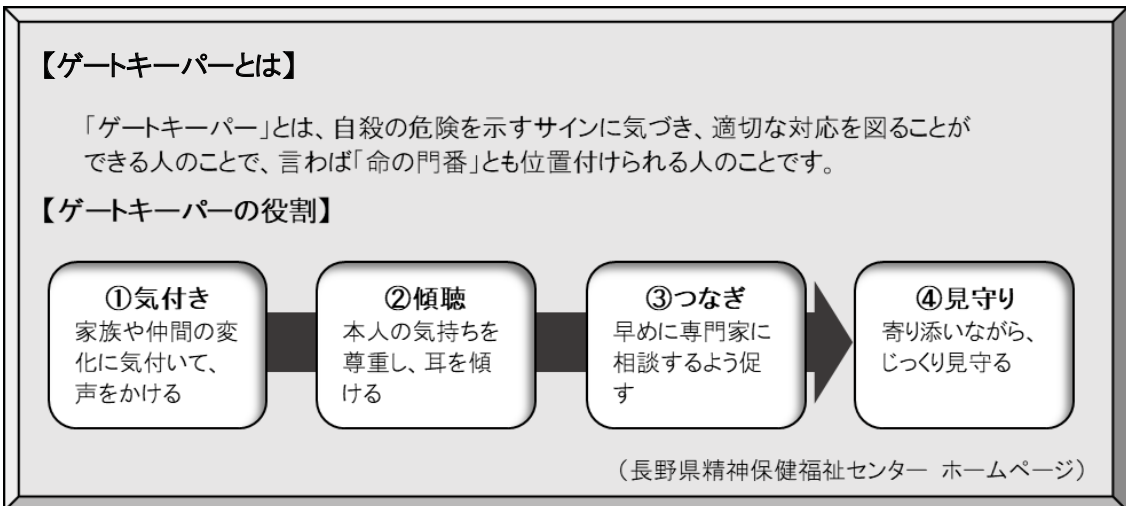 【ゲートキーパーとは】
「ゲートキーパー」とは、自殺の危険を示すサインに気づき、適切な対応を図ることが
できる人のことで、言わば「命の門番」とも位置付けられる人のことです。
【ゲートキーパーの役割】
①気付き
家族や仲間の変
化に気付いて、
声をかける
②傾聴
本人の気持ちを
尊重し、耳を傾
ける
③つなぎ
早めに専門家に
相談するよう促
す
④見守り
寄り添いながら、
じっくり見守る
（長野県精神保健福祉センター ホームページ）